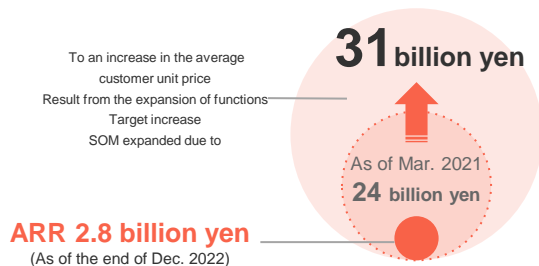 31 billion yen
To an increase in the average
customer unit price
Result from the expansion of functions
Target increase
SOM expanded due to
As of Mar. 2021
24 billion yen
ARR 2.8 billion yen
(As of the end of Dec. 2022)